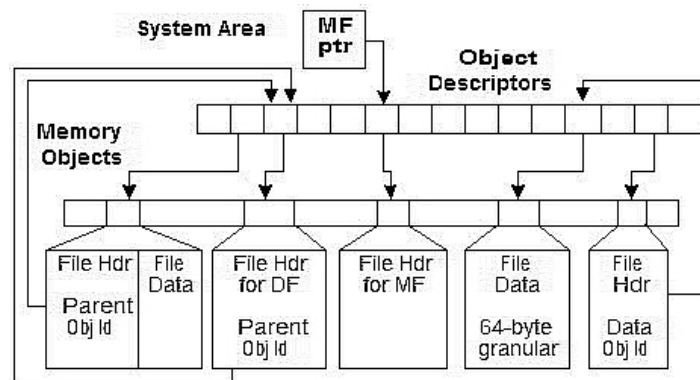 System Area
MF
ptr
Object
Descriptors
Memory
Objects
File Hdr
Parent
Obj Id
File
Data
File Hdr
for DF
Parent
Obj Id
File Hdr
for MF
File
Data
64-byte
granular
File
Hdr
Data
Obj Id